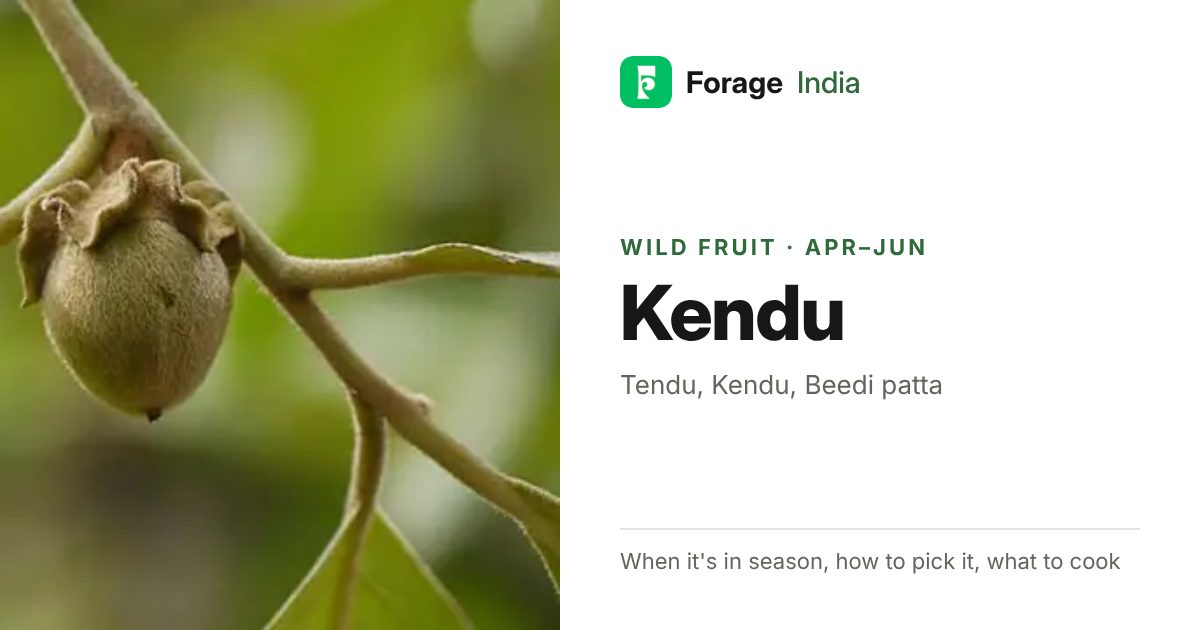 Forage India
WILD FRUIT · APR–JUN
Kendu
Tendu, Kendu, Beedi patta
When it's in season, how to pick it, what to cook